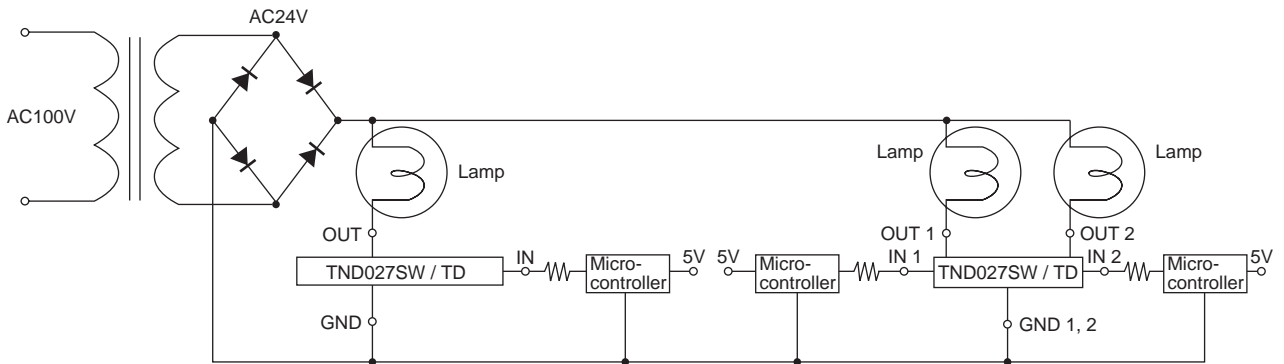 AC24V
AC100V
Lamp
Lamp
Lamp
OUT
OUT 1
OUT 2
TND027SW / TD
IN
Micro-
controller
5V
5V
Micro-
controller
IN 1
TND027SW / TD
IN 2
Micro-
controller
5V
GND
GND 1, 2